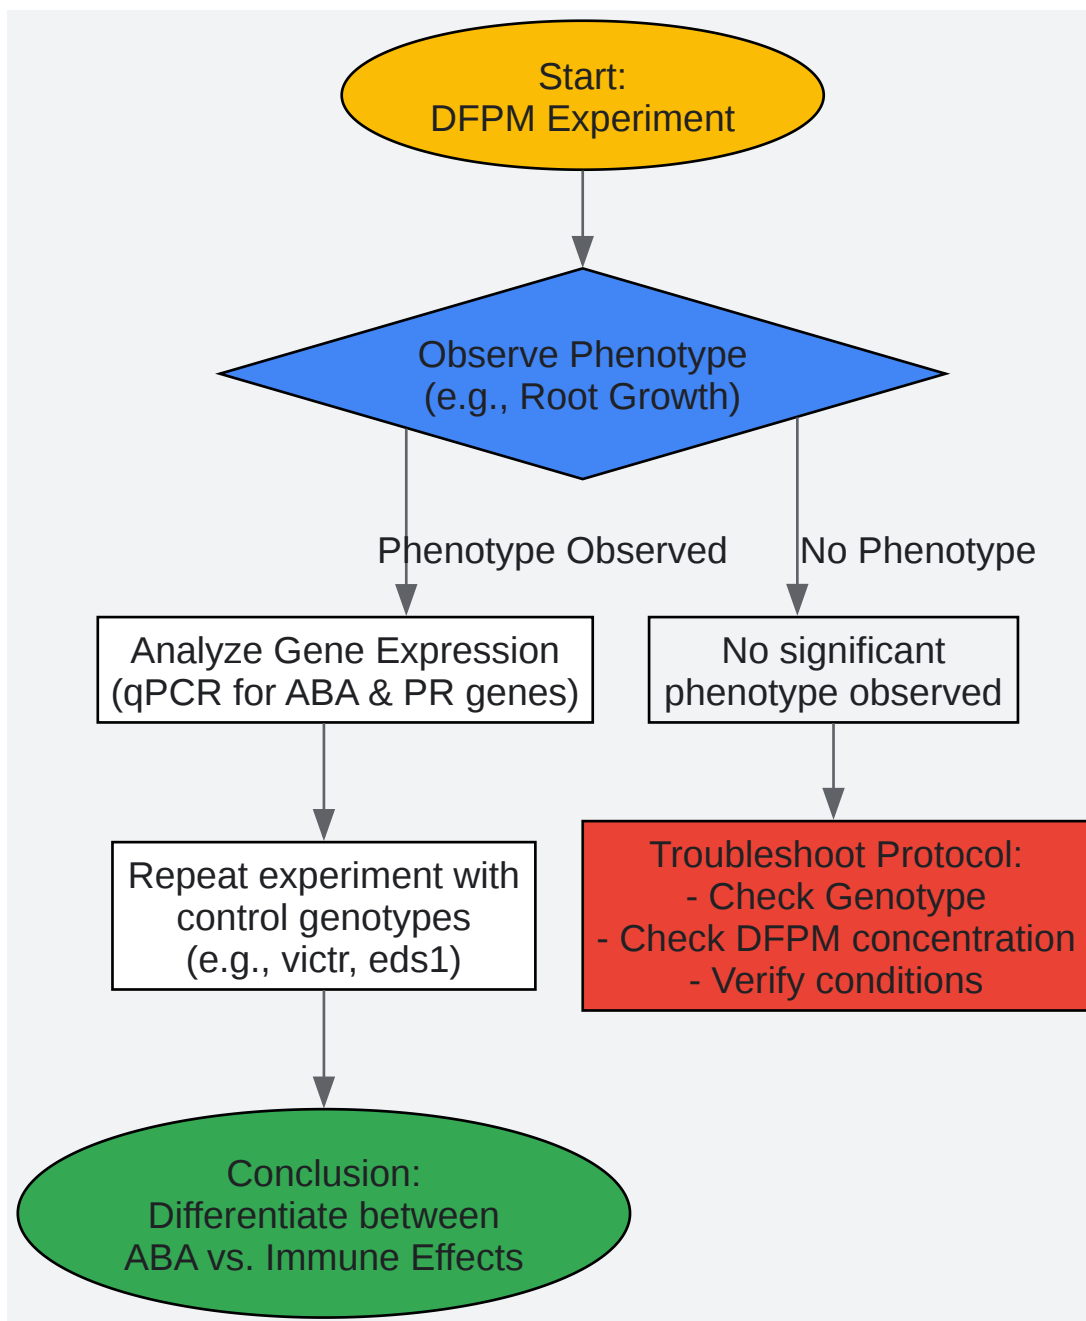 Start:
DFPM Experiment
Observe Phenotype
(e.g., Root Growth)
Phenotype Observed
No Phenotype
Analyze Gene Expression
(qPCR for ABA & PR genes)
No significant
phenotype observed
Repeat experiment with
control genotypes
(e.g., victr, eds1)
Troubleshoot Protocol:
- Check Genotype
- Check DFPM concentration
- Verify conditions
Conclusion:
Differentiate between
ABA vs. Immune Effects